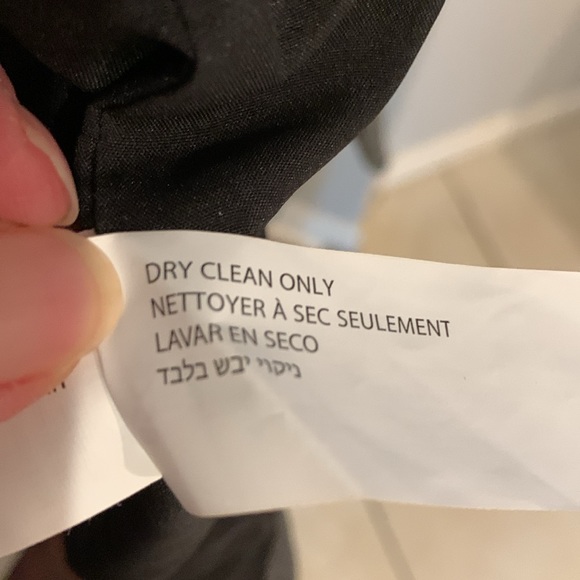 DRY CLEAN ONLY
NETTOYER À SEC SEULEMENT
LAVAR EN SECO
ניקוי יבש בלבד